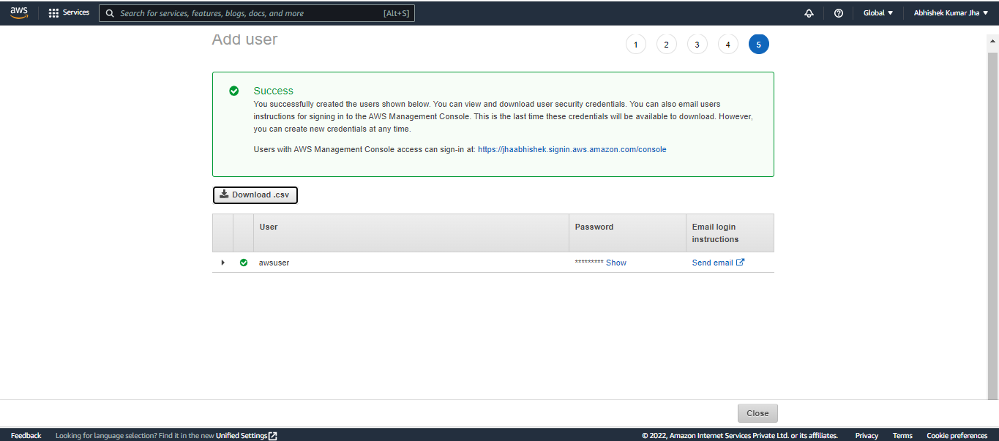 aws
Services
Search for services, features, blogs, docs, and more
[Alt+S]
Global
Abhishek Kumar Jha
Add user
1 2 3 4 5
Success
You successfully created the users shown below. You can view and download user security credentials. You can also email users
instructions for signing in to the AWS Management Console. This is the last time these credentials will be available to download. However,
you can create new credentials at any time.
Users with AWS Management Console access can sign-in at: https://jhaabhishek.signin.aws.amazon.com/console
Download .csv
User
Password
Email login
instructions
awsuser
********* Show
Send email
Close
Feedback
Looking for language selection? Find it in the new Unified Settings
© 2022, Amazon Internet Services Private Ltd. or its affiliates.
Privacy
Terms
Cookie preferences